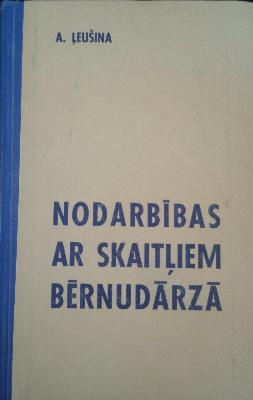 A. ĻEUŠINA
NODARBĪBAS
AR SKAITĻIEM
BĒRNUDĀRZĀ